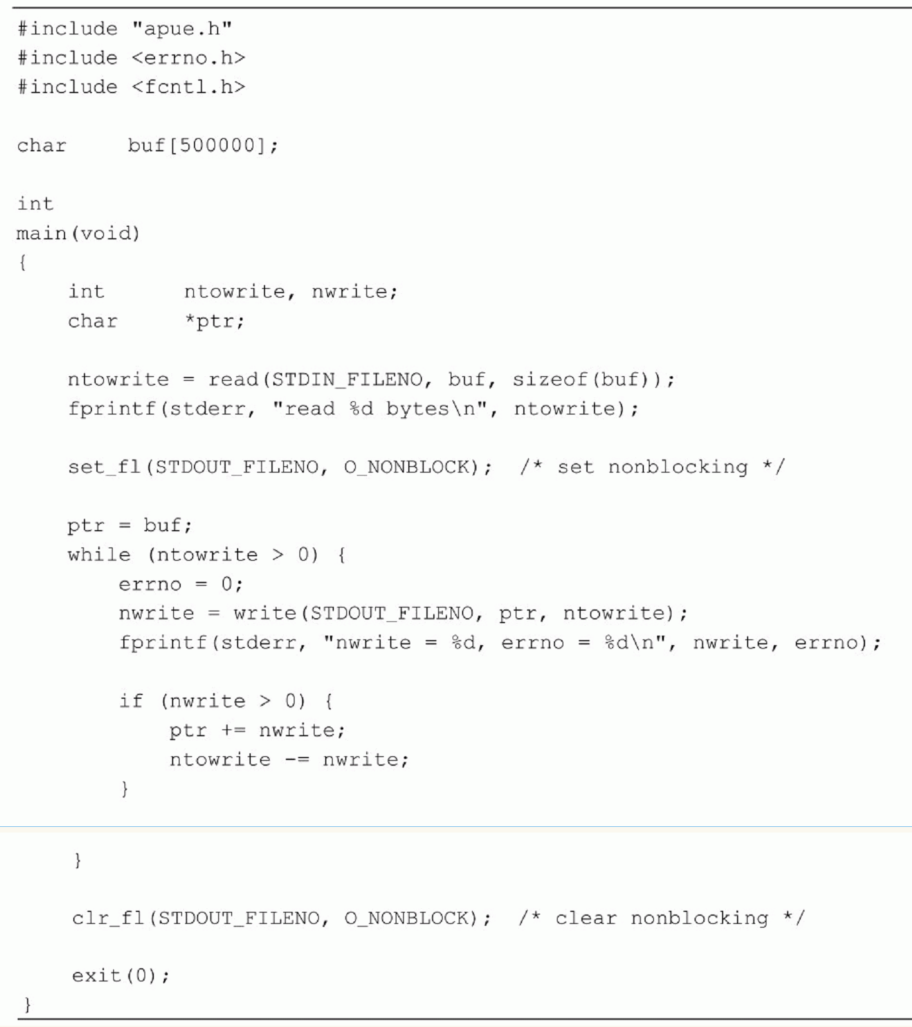 #include "apue.h"
#include <errno.h>
#include <fcntl.h>
char buf[500000];
int
main(void)
{
int ntowrite, nwrite;
char *ptr;
ntowrite = read(STDIN_FILENO, buf, sizeof(buf));
fprintf(stderr, "read %d bytes\n", ntowrite);
set_fl(STDOUT_FILENO, O_NONBLOCK); /* set nonblocking */
ptr = buf;
while (ntowrite > 0) {
errno = 0;
nwrite = write(STDOUT_FILENO, ptr, ntowrite);
fprintf(stderr, "nwrite = %d, errno = %d\n", nwrite, errno);
if (nwrite > 0) {
ptr += nwrite;
ntowrite -= nwrite;
}
}
clr_fl(STDOUT_FILENO, O_NONBLOCK); /* clear nonblocking */
exit(0);
}